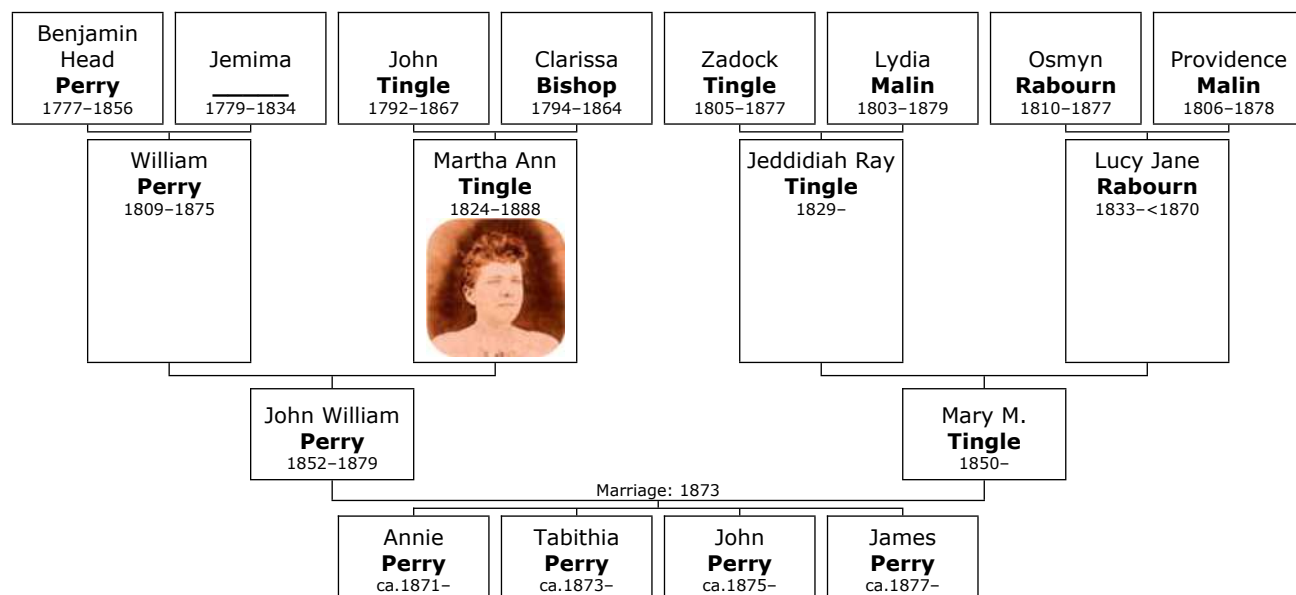 Benjamin
Head
Perry
1777–1856
Jemima
______
1779–1834
John
Tingle
1792–1867
Clarissa
Bishop
1794–1864
Zadock
Tingle
1805–1877
Lydia
Malin
1803–1879
Osmyn
Rabourn
1810–1877
Providence
Malin
1806–1878
William
Perry
1809–1875
Martha Ann
Tingle
1824–1888
Jeddidiah Ray
Tingle
1829–
Lucy Jane
Rabourn
1833–<1870
John William
Perry
1852–1879
Mary M.
Tingle
1850–
Marriage: 1873
Annie
Perry
ca.1871–
Tabithia
Perry
ca.1873–
John
Perry
ca.1875–
James
Perry
ca.1877–